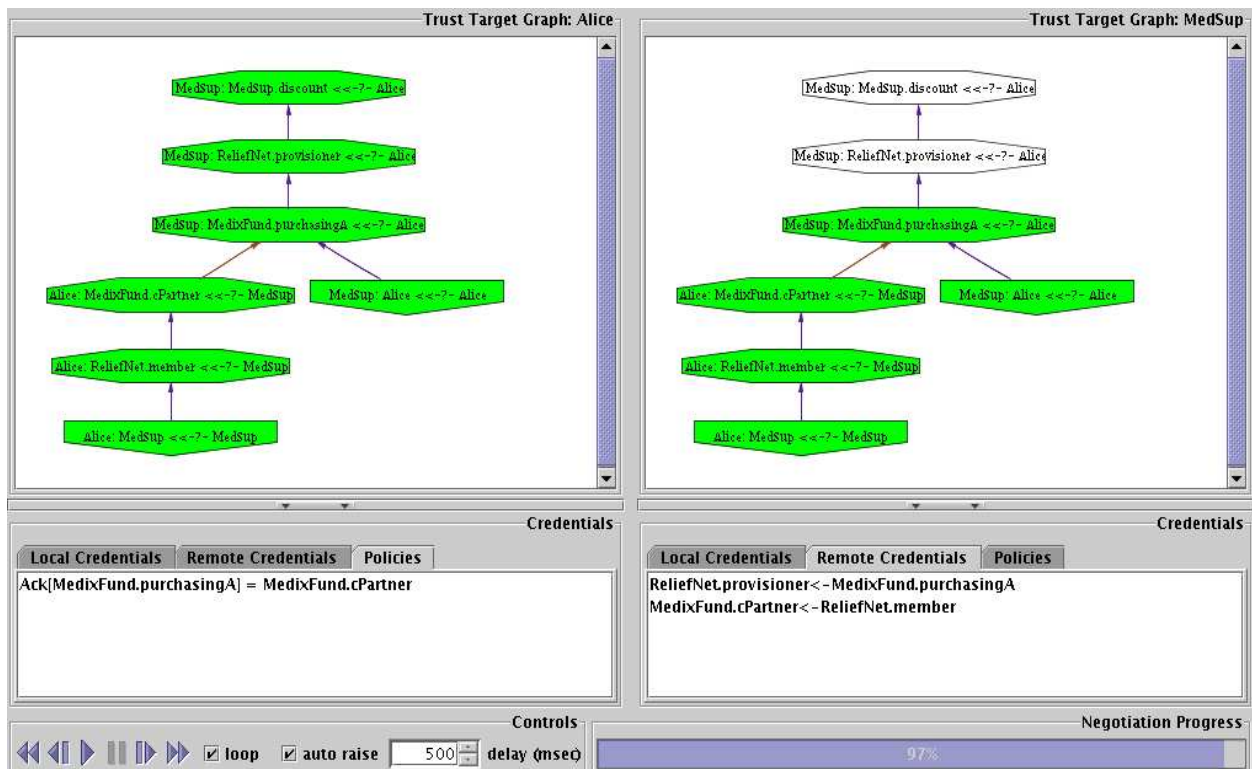 Trust Target Graph: Alice
MedSup: MedSup.discount <<-?- Alice
MedSup: ReliefNet.provisioner <<-?- Alice
MedSup: MedixFund.purchasingA <<-?- Alice
Alice: MedixFund.cPartner <<-?- MedSup
MedSup: Alice <<-?- Alice
Alice: ReliefNet.member <<-?- MedSup
Alice: MedSup <<-?- MedSup
Trust Target Graph: MedSup
MedSup: MedSup.discount <<-?- Alice
MedSup: ReliefNet.provisioner <<-?- Alice
MedSup: MedixFund.purchasingA <<-?- Alice
Alice: MedixFund.cPartner <<-?- MedSup
MedSup: Alice <<-?- Alice
Alice: ReliefNet.member <<-?- MedSup
Alice: MedSup <<-?- MedSup
Credentials
Local Credentials Remote Credentials Policies
Ack[MedixFund.purchasingA] = MedixFund.cPartner
Credentials
Local Credentials Remote Credentials Policies
ReliefNet.provisioner<-MedixFund.purchasingA
MedixFund.cPartner<-ReliefNet.member
Controls
loop auto raise 500 delay (msec)
Negotiation Progress
97%